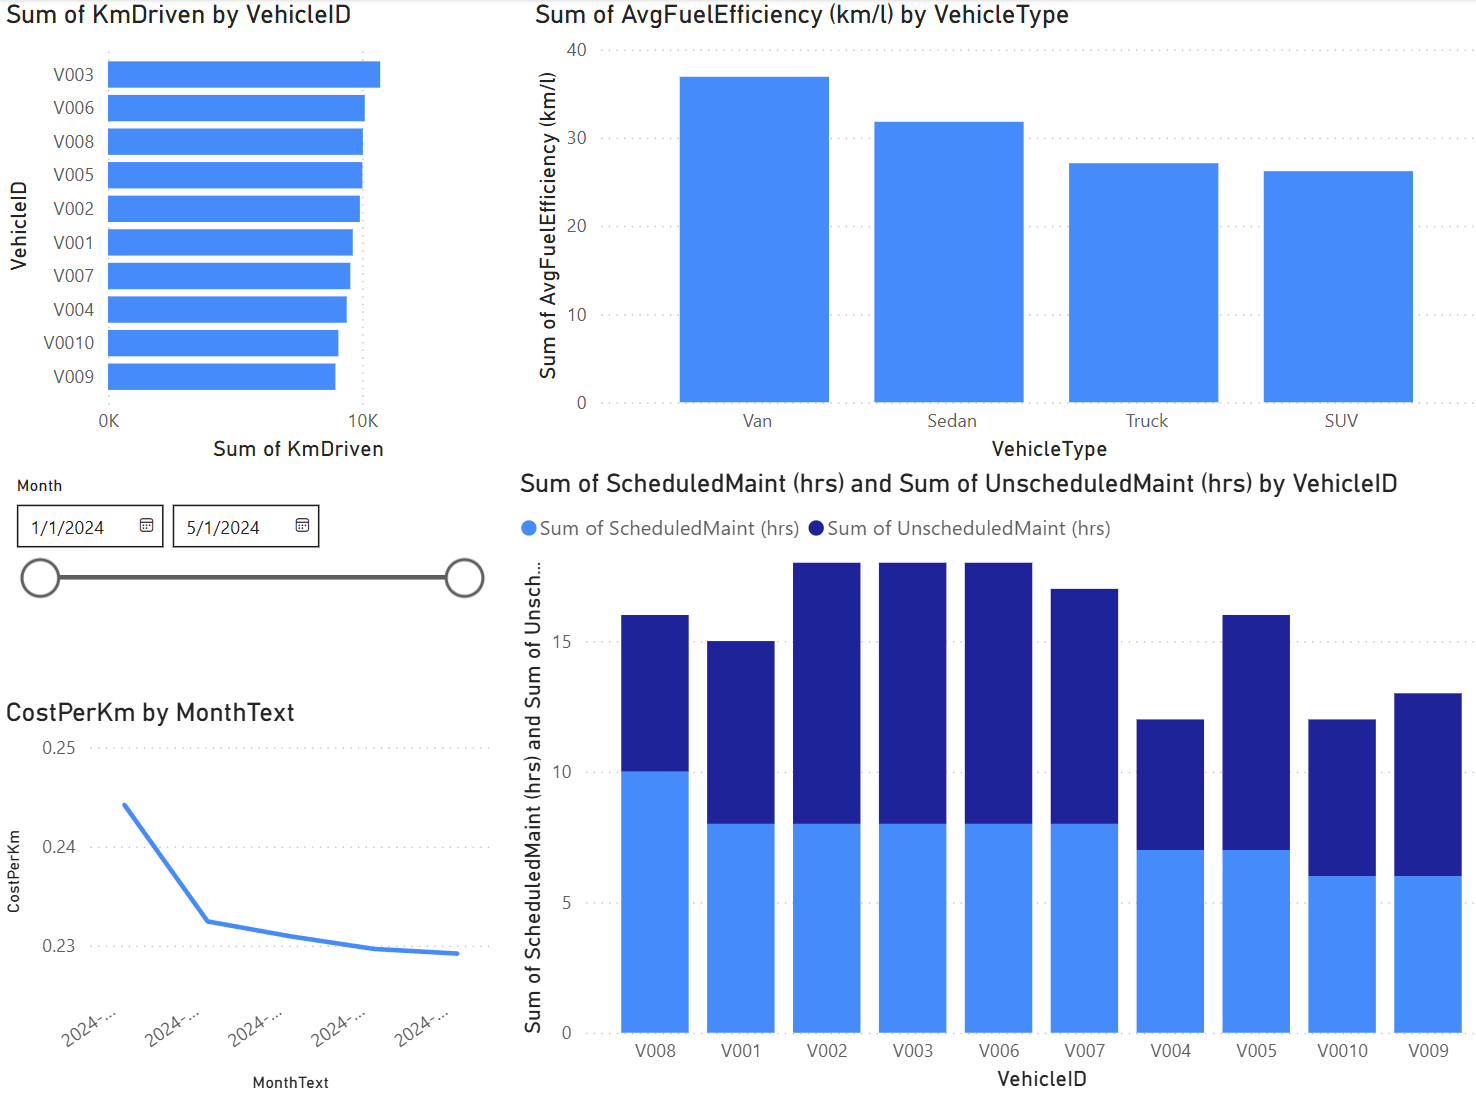 Sum of KmDriven by VehicleID
VehicleID
V003
V006
V008
V005
V002
V001
V007
V004
V0010
V009
0K
10K
Sum of KmDriven
Sum of AvgFuelEfficiency (km/l) by VehicleType
Sum of AvgFuelEfficiency (km/l)
40
30
20
10
0
Van
Sedan
Truck
SUV
VehicleType
Month
1/1/2024
5/1/2024
CostPerKm by MonthText
CostPerKm
0.25
0.24
0.23
2024-...
2024-...
2024-...
2024-...
2024-...
MonthText
Sum of ScheduledMaint (hrs) and Sum of UnscheduledMaint (hrs) by VehicleID
Sum of ScheduledMaint (hrs)
Sum of UnscheduledMaint (hrs)
Sum of ScheduledMaint (hrs) and Sum of Unsch...
15
10
5
0
V008
V001
V002
V003
V006
V007
V004
V005
V0010
V009
VehicleID